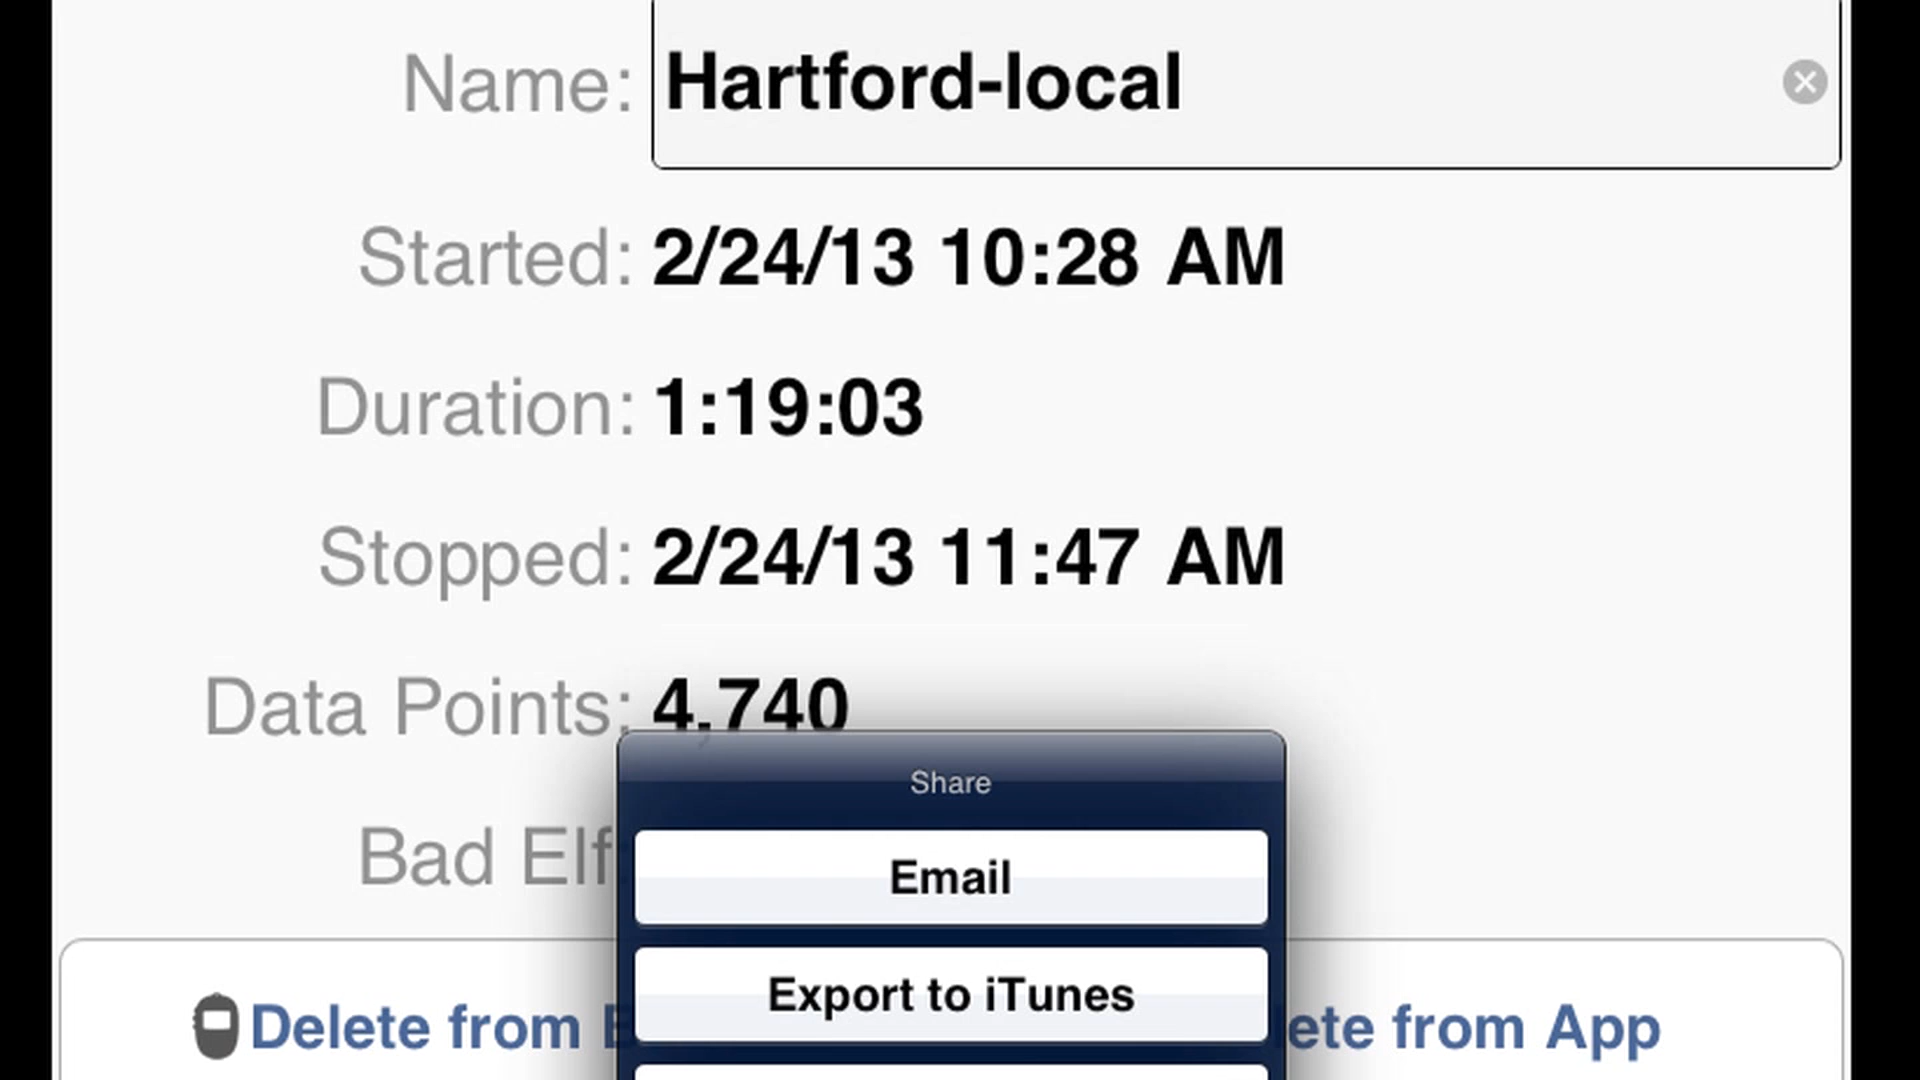 Name: Hartford-local
Started: 2/24/13 10:28 AM
Duration: 1:19:03
Stopped: 2/24/13 11:47 AM
Data Points: 4,740
Share
Bad Elf
Email
Export to iTunes
Delete from
from App